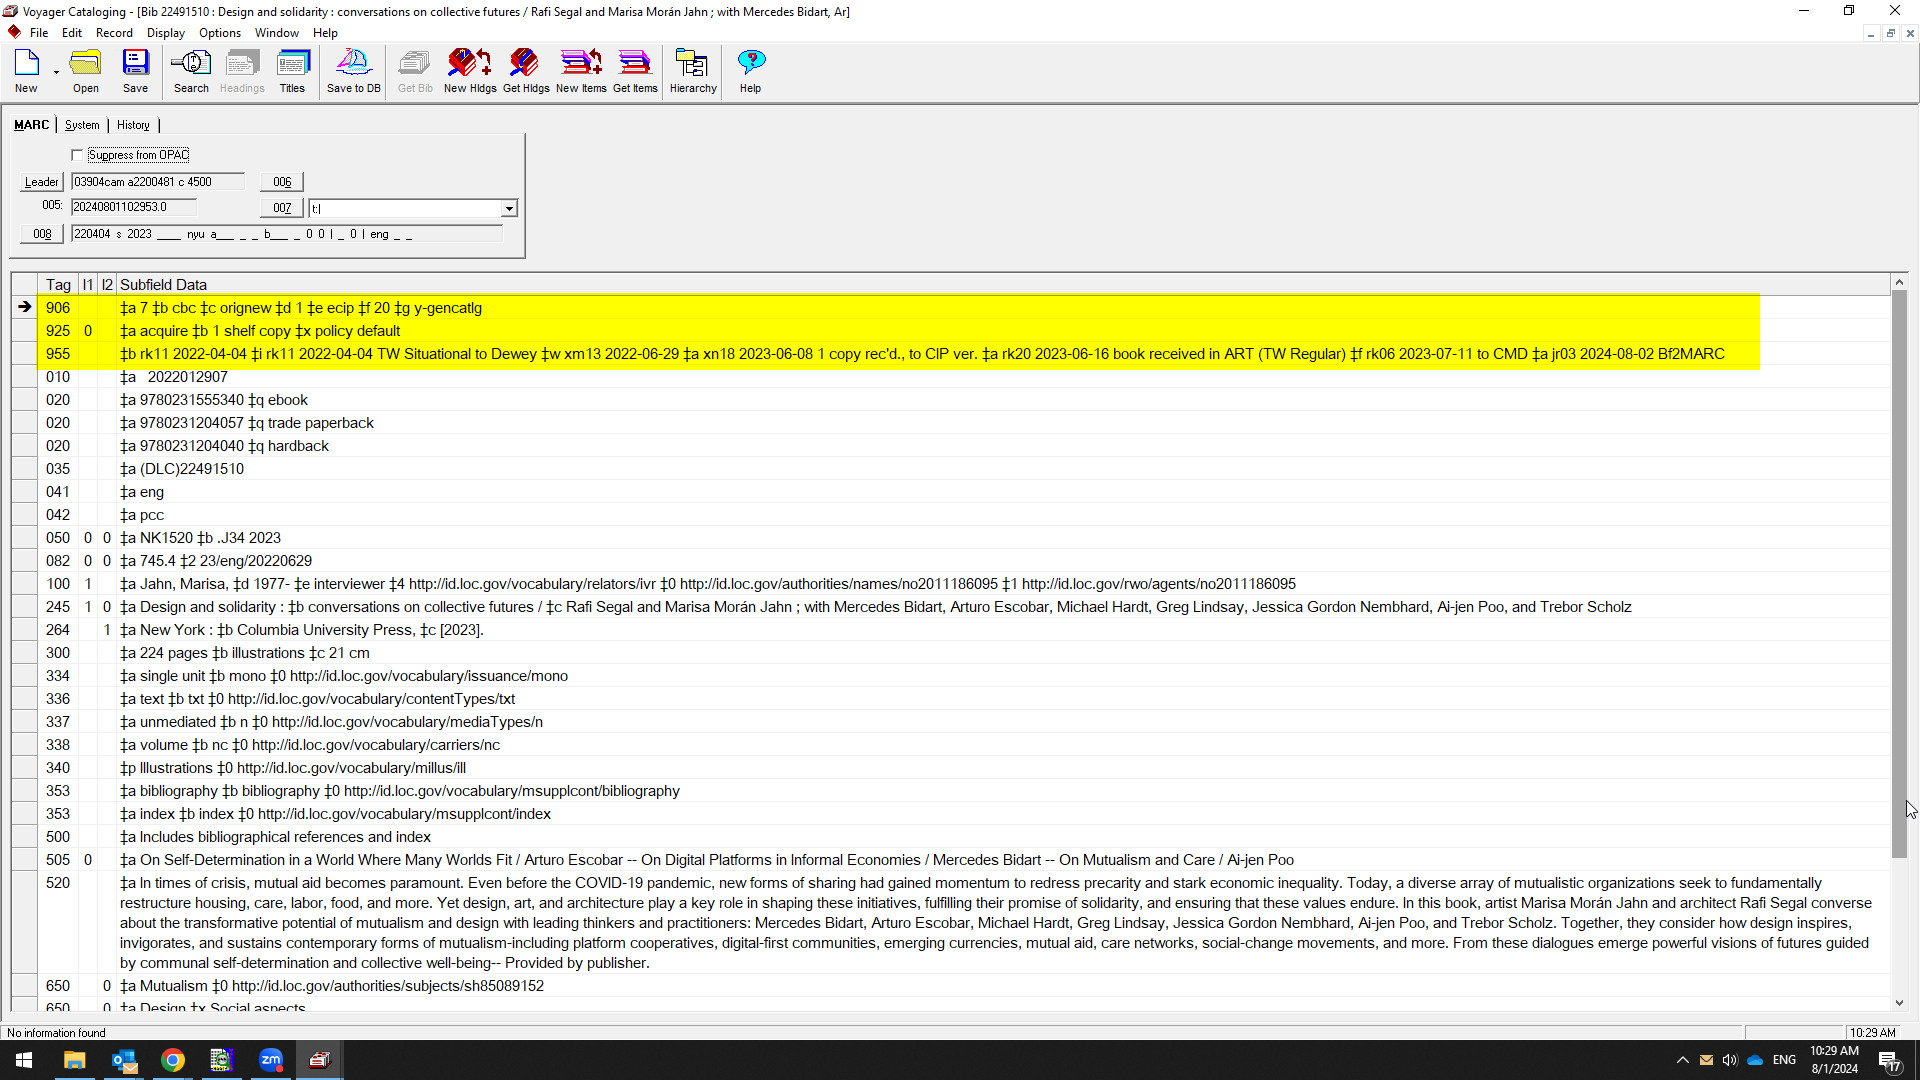 Voyager Cataloging - [Bib 22491510 : Design and solidarity : conversations on collective futures / Rafi Segal and Marisa Morán Jahn ; with Mercedes Bidart, Ar]
File Edit Record Display Options Window Help
New Open Save Search Headings Titles Save to DB Get Bib New Hldgs Get Hldgs New Items Get Items Hierarchy Help
MARC System History
Suppress from OPAC
Leader 03904cam a2200481 c 4500 006
005: 20240801102953.0 007 t:|
008 220404 s 2023 ____ nyu a___ _ _ b___ _ 0 0 | _ 0 | eng _ _
Tag I1 I2 Subfield Data
906 ‡a 7 ‡b cbc ‡c orignew ‡d 1 ‡e ecip ‡f 20 ‡g y-gencatlg
925 0 ‡a acquire ‡b 1 shelf copy ‡x policy default
955 ‡b rk11 2022-04-04 ‡i rk11 2022-04-04 TW Situational to Dewey ‡w xm13 2022-06-29 ‡a xn18 2023-06-08 1 copy rec'd., to CIP ver. ‡a rk20 2023-06-16 book received in ART (TW Regular) ‡f rk06 2023-07-11 to CMD ‡a jr03 2024-08-02 Bf2MARC
010 ‡a 2022012907
020 ‡a 9780231555340 ‡q ebook
020 ‡a 9780231204057 ‡q trade paperback
020 ‡a 9780231204040 ‡q hardback
035 ‡a (DLC)22491510
041 ‡a eng
042 ‡a pcc
050 0 0 ‡a NK1520 ‡b .J34 2023
082 0 0 ‡a 745.4 ‡2 23/eng/20220629
100 1 ‡a Jahn, Marisa, ‡d 1977- ‡e interviewer ‡4 http://id.loc.gov/vocabulary/relators/ivr ‡0 http://id.loc.gov/authorities/names/no2011186095 ‡1 http://id.loc.gov/rwo/agents/no2011186095
245 1 0 ‡a Design and solidarity : ‡b conversations on collective futures / ‡c Rafi Segal and Marisa Morán Jahn ; with Mercedes Bidart, Arturo Escobar, Michael Hardt, Greg Lindsay, Jessica Gordon Nembhard, Ai-jen Poo, and Trebor Scholz
264 1 ‡a New York : ‡b Columbia University Press, ‡c [2023].
300 ‡a 224 pages ‡b illustrations ‡c 21 cm
334 ‡a single unit ‡b mono ‡0 http://id.loc.gov/vocabulary/issuance/mono
336 ‡a text ‡b txt ‡0 http://id.loc.gov/vocabulary/contentTypes/txt
337 ‡a unmediated ‡b n ‡0 http://id.loc.gov/vocabulary/mediaTypes/n
338 ‡a volume ‡b nc ‡0 http://id.loc.gov/vocabulary/carriers/nc
340 ‡p Illustrations ‡0 http://id.loc.gov/vocabulary/millus/ill
353 ‡a bibliography ‡b bibliography ‡0 http://id.loc.gov/vocabulary/msupplcont/bibliography
353 ‡a index ‡b index ‡0 http://id.loc.gov/vocabulary/msupplcont/index
500 ‡a Includes bibliographical references and index
505 0 ‡a On Self-Determination in a World Where Many Worlds Fit / Arturo Escobar -- On Digital Platforms in Informal Economies / Mercedes Bidart -- On Mutualism and Care / Ai-jen Poo
520 ‡a In times of crisis, mutual aid becomes paramount. Even before the COVID-19 pandemic, new forms of sharing had gained momentum to redress precarity and stark economic inequality. Today, a diverse array of mutualistic organizations seek to fundamentally
restructure housing, care, labor, food, and more. Yet design, art, and architecture play a key role in shaping these initiatives, fulfilling their promise of solidarity, and ensuring that these values endure. In this book, artist Marisa Morán Jahn and architect Rafi Segal converse
about the transformative potential of mutualism and design with leading thinkers and practitioners: Mercedes Bidart, Arturo Escobar, Michael Hardt, Greg Lindsay, Jessica Gordon Nembhard, Ai-jen Poo, and Trebor Scholz. Together, they consider how design inspires,
invigorates, and sustains contemporary forms of mutualism-including platform cooperatives, digital-first communities, emerging currencies, mutual aid, care networks, social-change movements, and more. From these dialogues emerge powerful visions of futures guided
by communal self-determination and collective well-being-- Provided by publisher.
650 0 ‡a Mutualism ‡0 http://id.loc.gov/authorities/subjects/sh85089152
650 0 ‡a Design ‡x Social aspects
No information found 10:29 AM
zm ENG 10:29 AM 17
8/1/2024